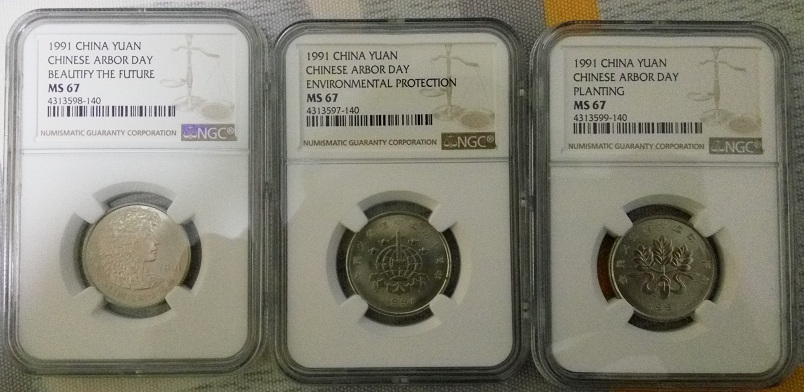 1991 CHINA YUAN
CHINESE ARBOR DAY
BEAUTIFY THE FUTURE
MS 67
4313598-140
NUMISMATIC GUARANTY CORPORATION
NGC®
1991 CHINA YUAN
CHINESE ARBOR DAY
ENVIRONMENTAL PROTECTION
MS 67
4313597-140
NUMISMATIC GUARANTY CORPORATION
NGC®
1991
1991 CHINA YUAN
CHINESE ARBOR DAY
PLANTING
MS 67
4313599-140
NUMISMATIC GUARANTY CORPORATION
NGC®